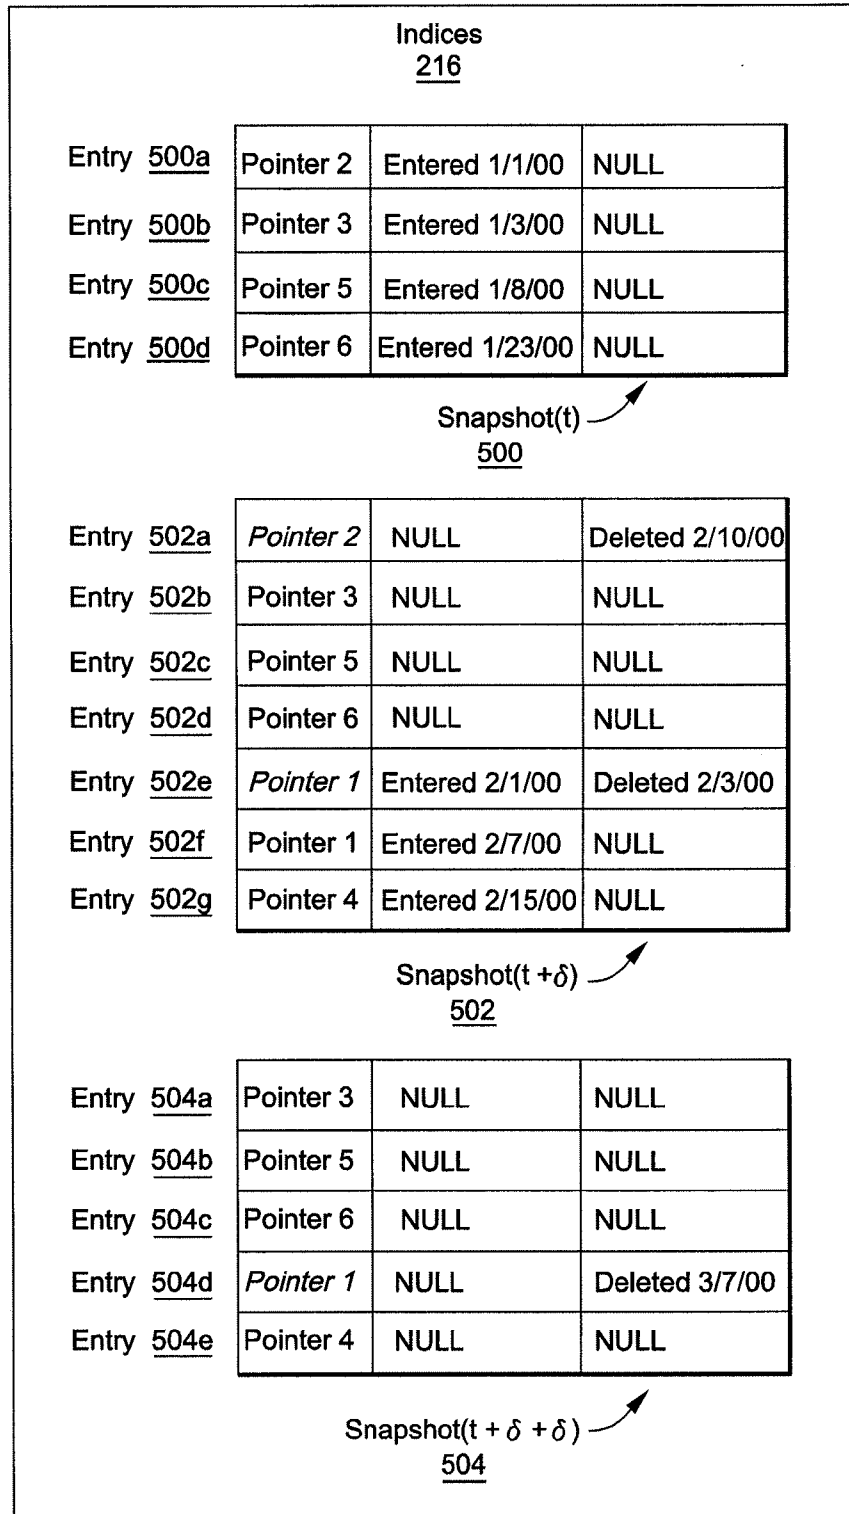 Indices
216
Entry 500a Pointer 2 Entered 1/1/00 NULL
Entry 500b Pointer 3 Entered 1/3/00 NULL
Entry 500c Pointer 5 Entered 1/8/00 NULL
Entry 500d Pointer 6 Entered 1/23/00 NULL
Snapshot(t)
500
Entry 502a Pointer 2 NULL Deleted 2/10/00
Entry 502b Pointer 3 NULL NULL
Entry 502c Pointer 5 NULL NULL
Entry 502d Pointer 6 NULL NULL
Entry 502e Pointer 1 Entered 2/1/00 Deleted 2/3/00
Entry 502f Pointer 1 Entered 2/7/00 NULL
Entry 502g Pointer 4 Entered 2/15/00 NULL
Snapshot(t +δ)
502
Entry 504a Pointer 3 NULL NULL
Entry 504b Pointer 5 NULL NULL
Entry 504c Pointer 6 NULL NULL
Entry 504d Pointer 1 NULL Deleted 3/7/00
Entry 504e Pointer 4 NULL NULL
Snapshot(t + δ +δ)
504